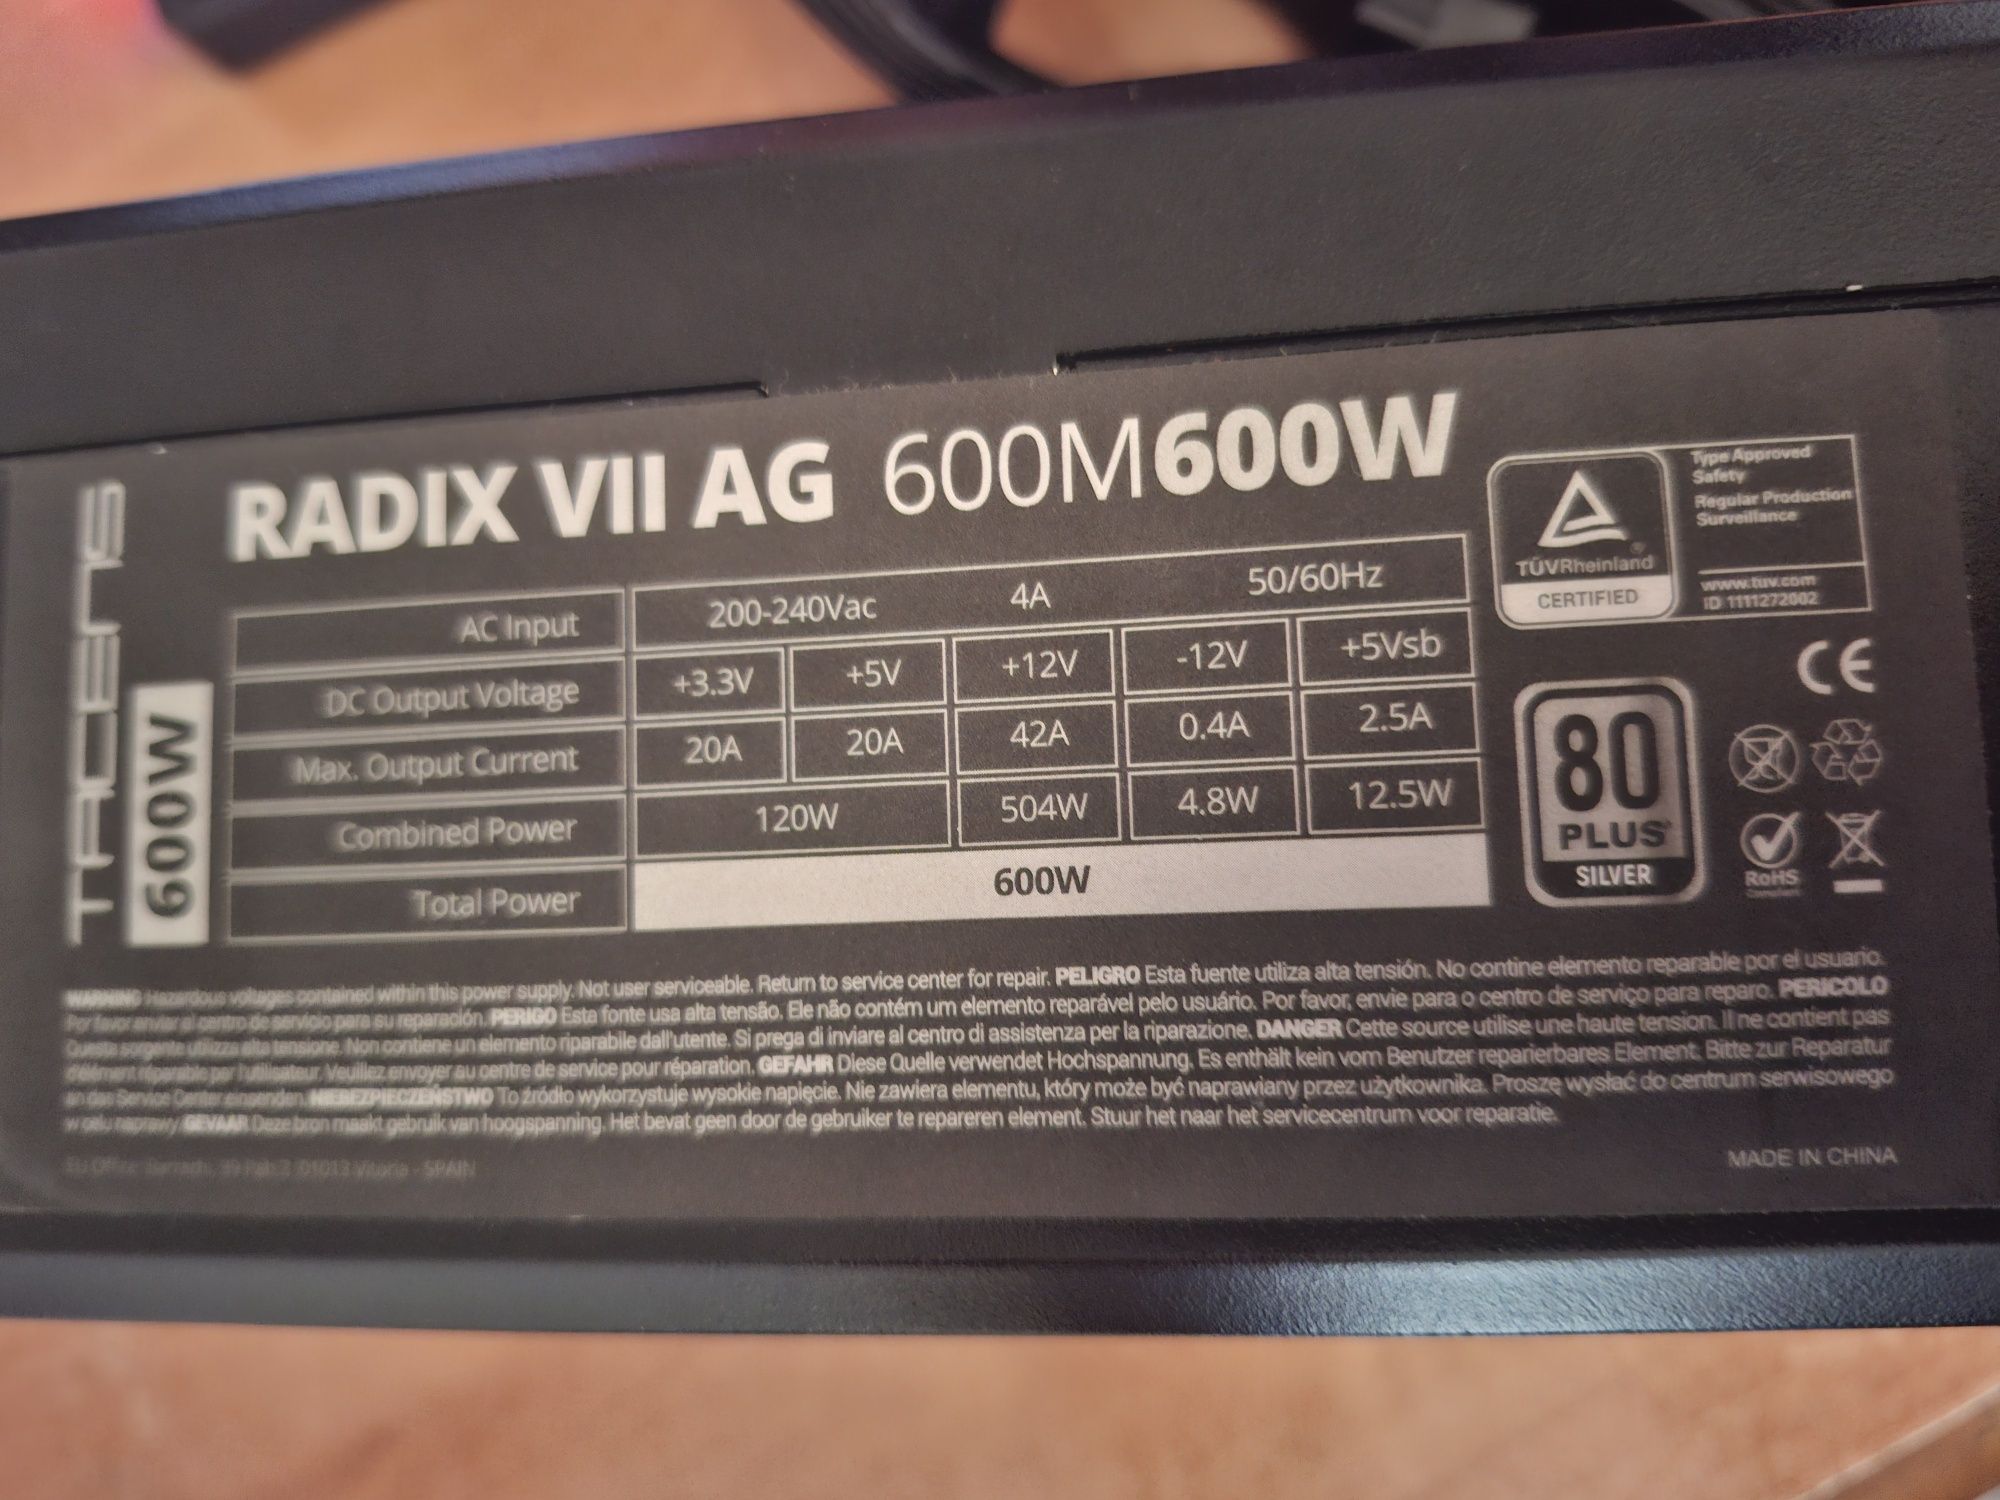 TACENS
600W
RADIX VII AG 600M 600W
AC Input 200-240Vac 4A 50/60Hz
DC Output Voltage +3.3V +5V +12V -12V +5Vsb
Max. Output Current 20A 20A 42A 0.4A 2.5A
Combined Power 120W 504W 4.8W 12.5W
Total Power 600W
TÜVRheinland®
CERTIFIED
Type Approved
Safety
Regular Production
Surveillance
www.tuv.com
ID 1111272002
CE
80
PLUS®
SILVER
RoHS
Compliant
WARNING Hazardous voltages contained within this power supply. Not user serviceable. Return to service center for repair. PELIGRO Esta fuente utiliza alta tensión. No contine elemento reparable por el usuario.
Por favor enviar al centro de servicio para su reparación. PERIGO Esta fonte usa alta tensão. Ele não contém um elemento reparável pelo usuário. Por favor, envie para o centro de serviço para reparo. PERICOLO
Questa sorgente utilizza alta tensione. Non contiene un elemento riparabile dall'utente. Si prega di inviare al centro di assistenza per la riparazione. DANGER Cette source utilise une haute tension. Il ne contient pas
d'élément réparable par l'utilisateur. Veuillez envoyer au centre de service pour réparation. GEFAHR Diese Quelle verwendet Hochspannung. Es enthält kein vom Benutzer reparierbares Element. Bitte zur Reparatur
an das Service Center einsenden. NIEBEZPIECZEŃSTWO To źródło wykorzystuje wysokie napięcie. Nie zawiera elementu, który może być naprawiany przez użytkownika. Proszę wysłać do centrum serwisowego
w celu naprawy. GEVAAR Deze bron maakt gebruik van hoogspanning. Het bevat geen door de gebruiker te repareren element. Stuur het naar het servicecentrum voor reparatie.
EU Office: 01013 Vitoria - SPAIN
MADE IN CHINA